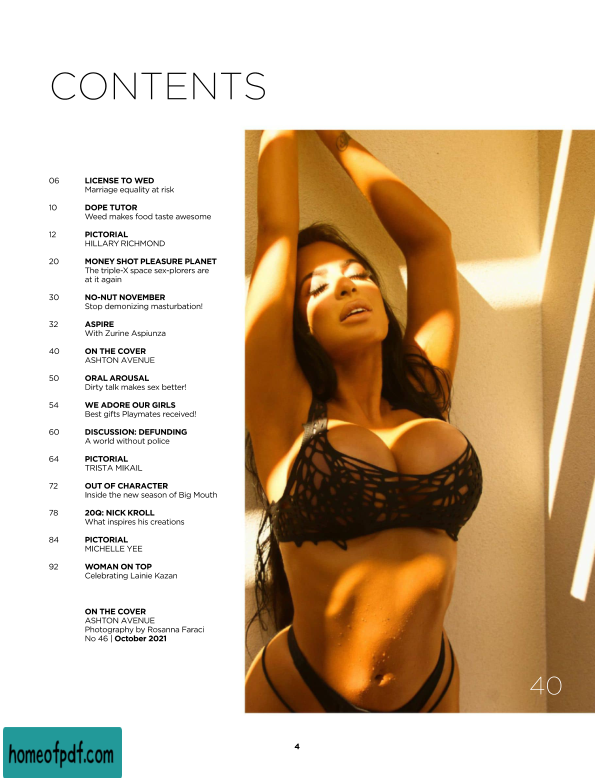 CONTENTS
06 LICENSE TO WED
Marriage equality at risk
10 DOPE TUTOR
Weed makes food taste awesome
12 PICTORIAL
HILLARY RICHMOND
20 MONEY SHOT PLEASURE PLANET
The triple-X space sex-plorers are
at it again
30 NO-NUT NOVEMBER
Stop demonizing masturbation!
32 ASPIRE
With Zurine Aspiunza
40 ON THE COVER
ASHTON AVENUE
50 ORAL AROUSAL
Dirty talk makes sex better!
54 WE ADORE OUR GIRLS
Best gifts Playmates received!
60 DISCUSSION: DEFUNDING
A world without police
64 PICTORIAL
TRISTA MIKAIL
72 OUT OF CHARACTER
Inside the new season of Big Mouth
78 20Q: NICK KROLL
What inspires his creations
84 PICTORIAL
MICHELLE YEE
92 WOMAN ON TOP
Celebrating Lainie Kazan
ON THE COVER
ASHTON AVENUE
Photography by Rosanna Faraci
No 46 | October 2021
40
4
homeofpdf.com